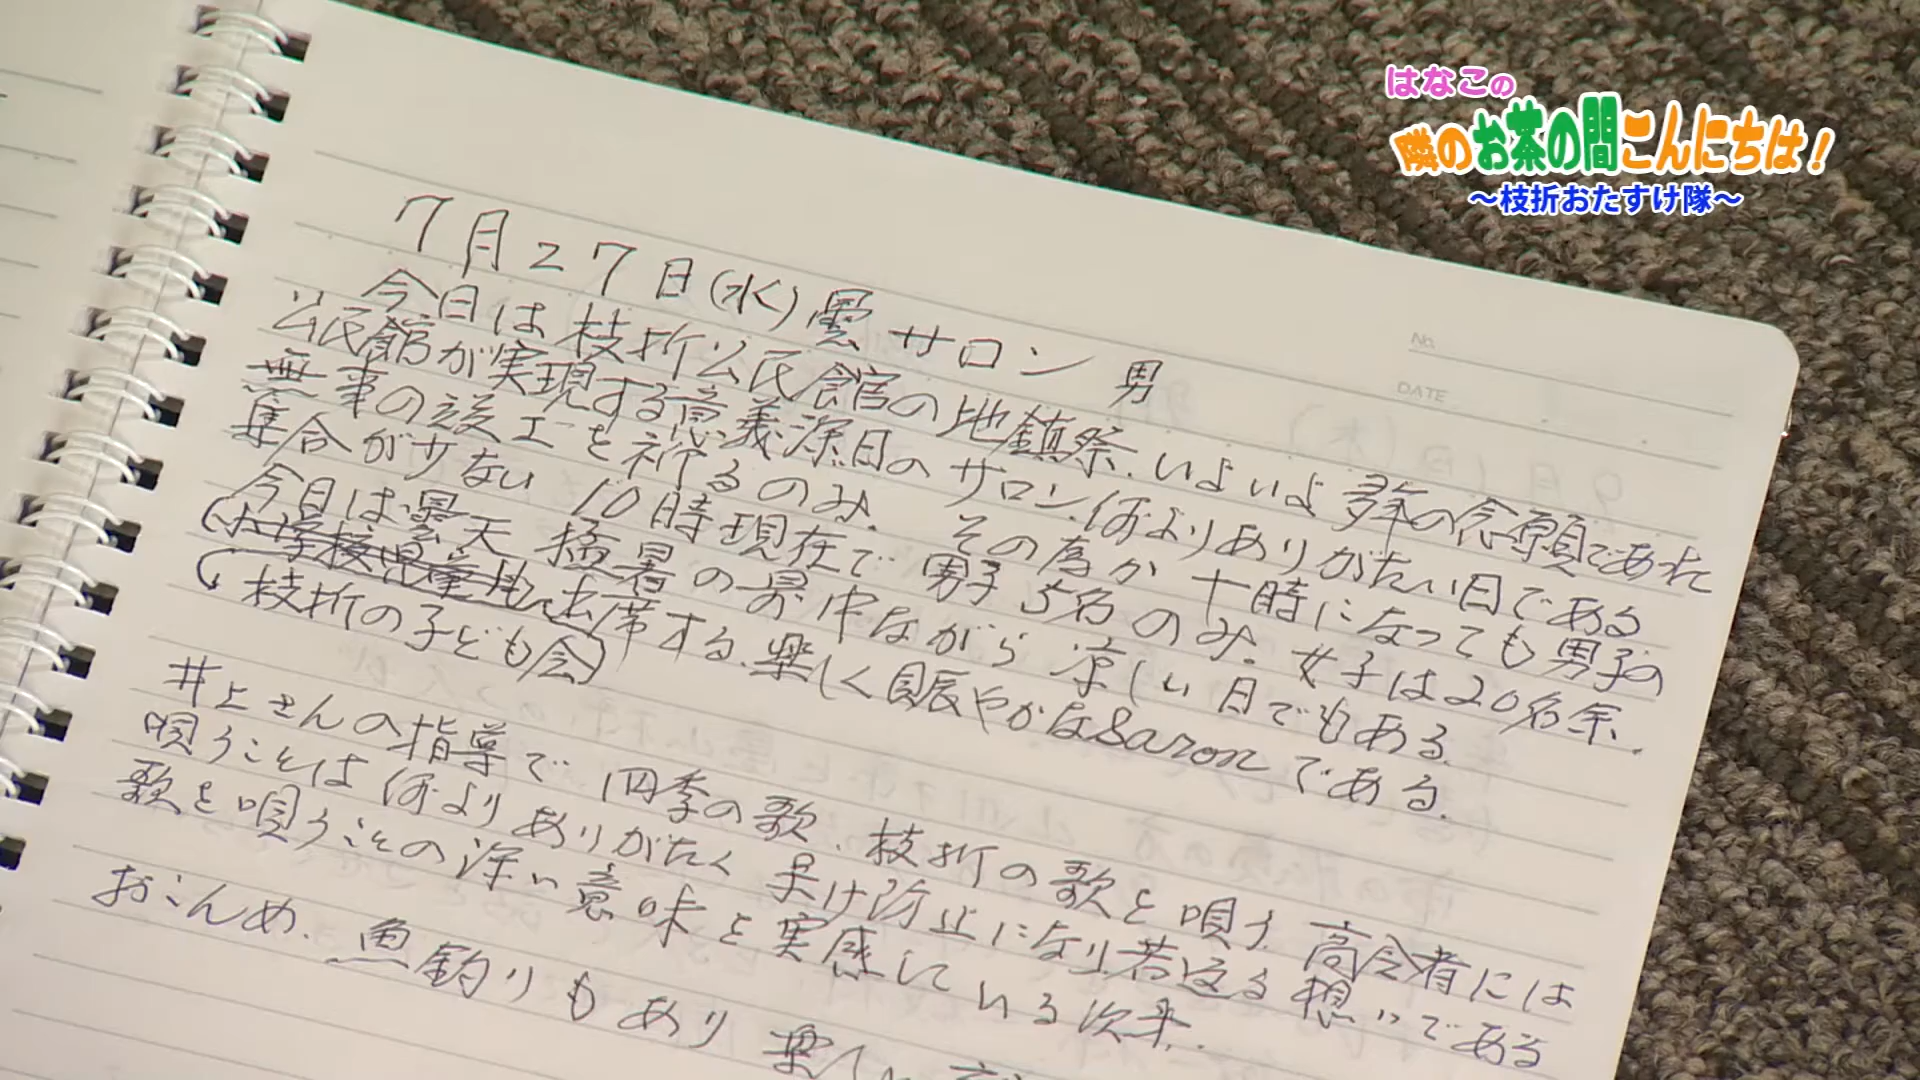 はなこの
隣のお茶の間こんにちは!
～枝折おたすけ隊～
No.
DATE
7月27日(水)雲 サロン 男
今日は枝折公民館の地鎮祭.いよいよ多年の念願であった
公民館が実現する意義深日のサロン.何よりありがたい日である
無事の竣工を祈るのみ. その為か十時になっても男子の
集合が少ない 10時現在で男子5名のみ.女子は20名余.
今日は曇天 猛暑の最中ながら涼しい日でもある.
(小学校児童も出席する.楽しく賑やかなSaronである.
枝折の子ども会)
井上さんの指導で 四季の歌、枝折の歌を唄う.高令者には
唄うことは何よりありがたく 呆け防止になり若返る想いである
歌を唄うことの深い意味を実感している次第.
おこんめ.魚釣りもあり 楽しい